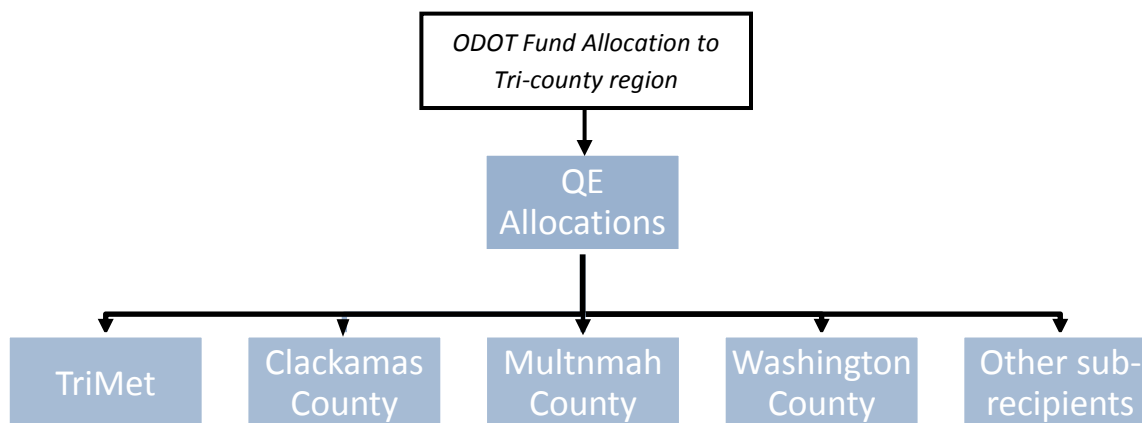 ODOT Fund Allocation to
Tri-county region
QE
Allocations
TriMet
Clackamas
County
Multnmah
County
Washington
County
Other sub-
recipients